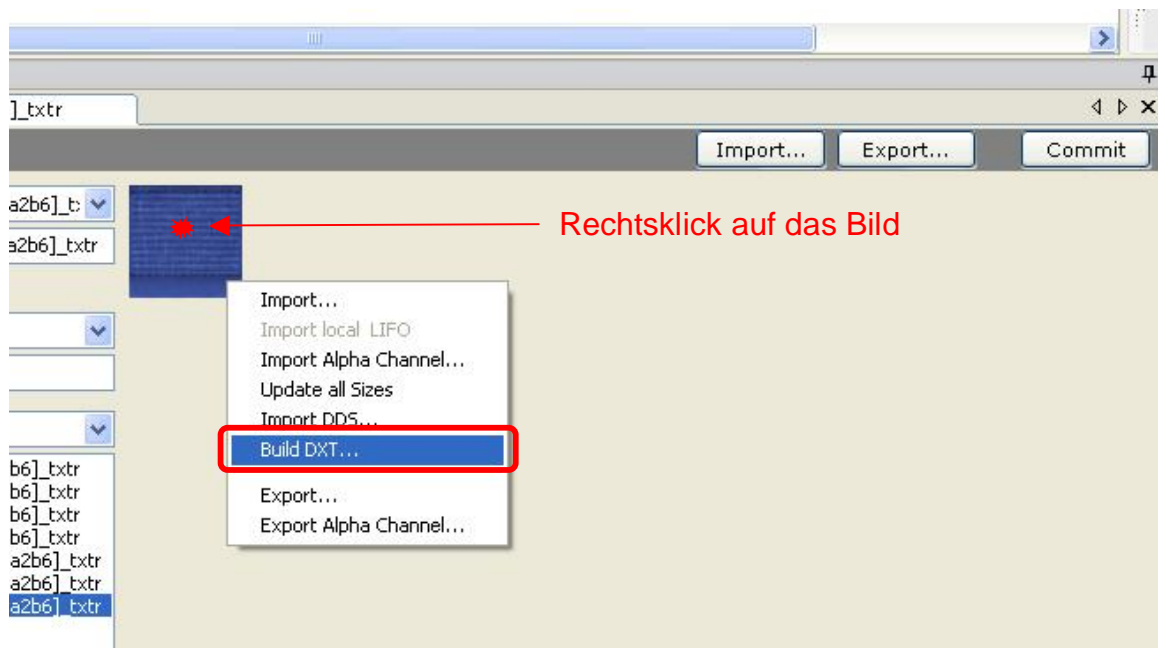 ]_txtr
Import... Export... Commit
a2b6]_t:
a2b6]_txtr
Rechtsklick auf das Bild
Import...
Import local LIFO
Import Alpha Channel...
Update all Sizes
Import DDS...
Build DXT...
Export...
Export Alpha Channel...
b6]_txtr
b6]_txtr
b6]_txtr
b6]_txtr
a2b6]_txtr
a2b6]_txtr
a2b6]_txtr